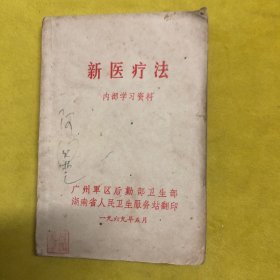 新医疗法
内部学习资料
广州军区后勤部卫生部
湖南省人民卫生服务站翻印
一九六九年五月